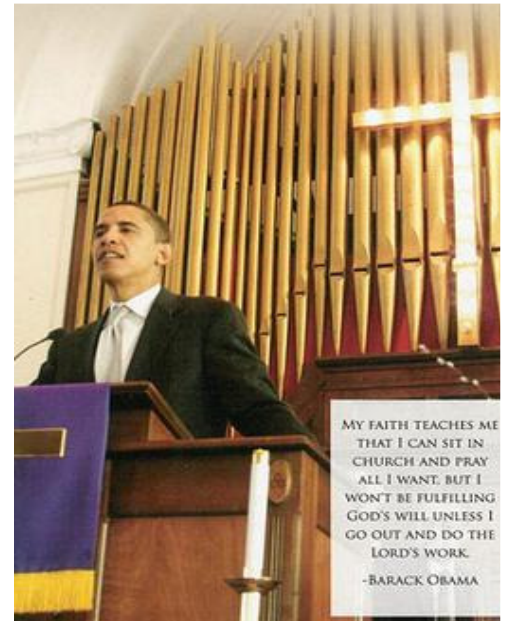 My faith teaches me
that I can sit in
church and pray
all I want, but I
won't be fulfilling
God's will unless I
go out and do the
Lord's work.
-Barack Obama